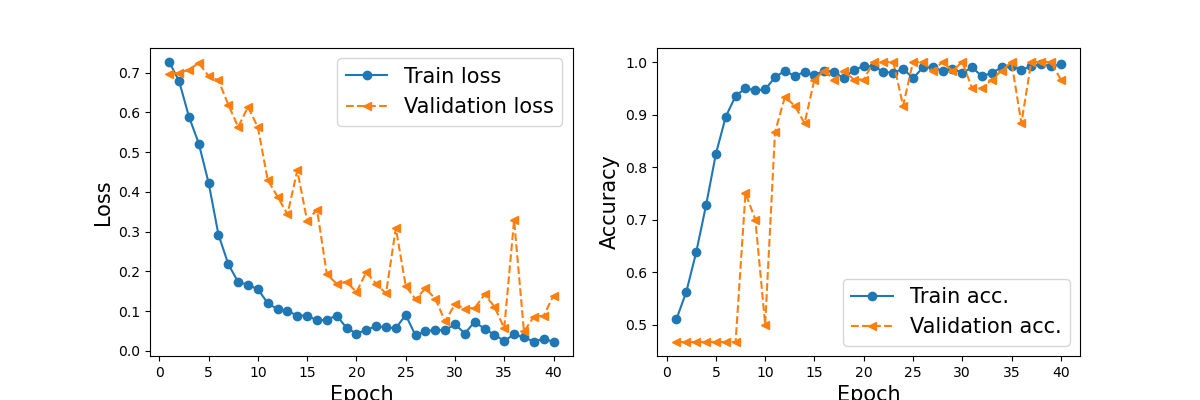 Train loss
Validation loss
0.7
0.6
0.5
0.4
0.3
0.2
0.1
0.0
Loss
0 5 10 15 20 25 30 35 40
Epoch
1.0
0.9
0.8
0.7
0.6
0.5
Accuracy
Train acc.
Validation acc.
0 5 10 15 20 25 30 35 40
Epoch